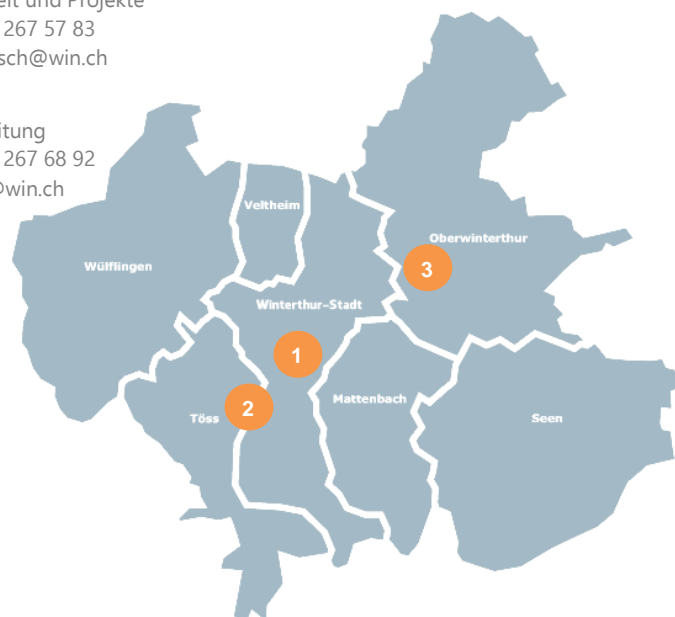 eit und Projekte
267 57 83
sch@win.ch
itung
267 68 92
@win.ch
Veltheim
Oberwinterthur
Wülflingen
3
Winterthur-Stadt
1
Mattenbach
2
Töss
Seen